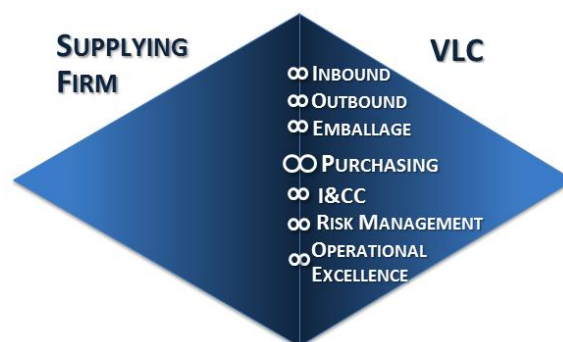 SUPPLYING
FIRM
VLC
∞ INBOUND
∞ OUTBOUND
∞ EMBALLAGE
∞ PURCHASING
∞ I&CC
∞ RISK MANAGEMENT
∞ OPERATIONAL
EXCELLENCE